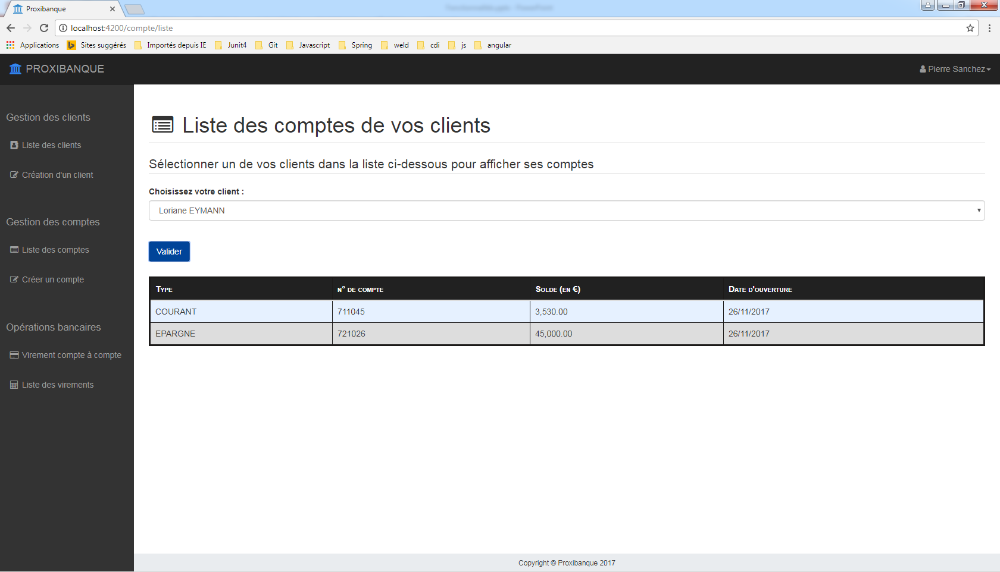 Proxibanque
localhost:4200/compte/liste
Applications Sites suggérés Importés depuis IE Junit4 Git Javascript Spring weld cdi js angular
PROXIBANQUE
Pierre Sanchez
Gestion des clients
Liste des clients
Création d'un client
Gestion des comptes
Liste des comptes
Créer un compte
Opérations bancaires
Virement compte à compte
Liste des virements
Liste des comptes de vos clients
Sélectionner un de vos clients dans la liste ci-dessous pour afficher ses comptes
Choisissez votre client :
Loriane EYMANN
Valider
Type n° de compte Solde (en €) Date d'ouverture
COURANT 711045 3,530.00 26/11/2017
EPARGNE 721026 45,000.00 26/11/2017
Copyright © Proxibanque 2017